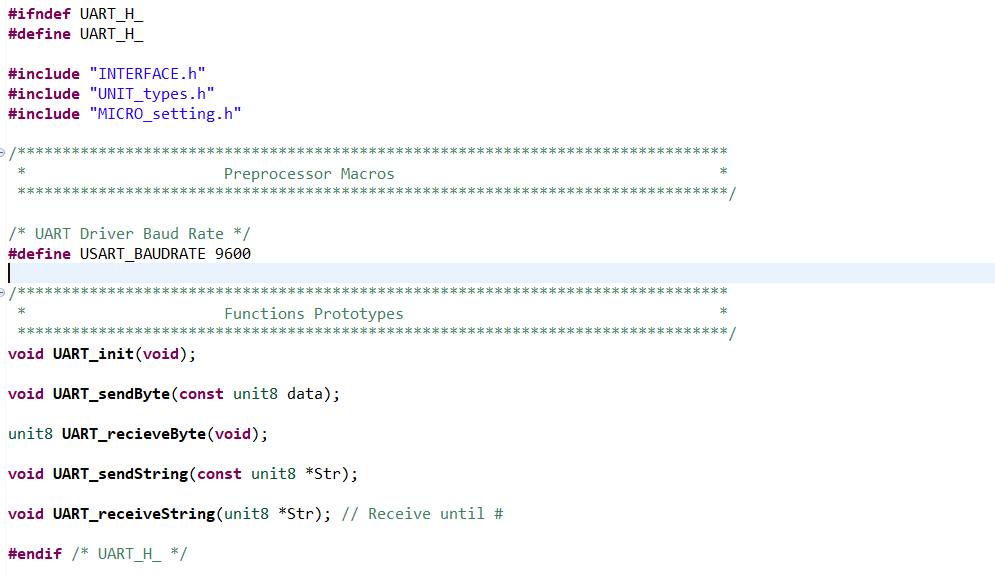 #ifndef UART_H_
#define UART_H_
#include "INTERFACE.h"
#include "UNIT_types.h"
#include "MICRO_setting.h"
/*******************************************************************************
 *                      Preprocessor Macros                                    *
 *******************************************************************************/
/* UART Driver Baud Rate */
#define USART_BAUDRATE 9600
/*******************************************************************************
 *                      Functions Prototypes                                   *
 *******************************************************************************/
void UART_init(void);
void UART_sendByte(const unit8 data);
unit8 UART_recieveByte(void);
void UART_sendString(const unit8 *Str);
void UART_receiveString(unit8 *Str); // Receive until #
#endif /* UART_H_ */